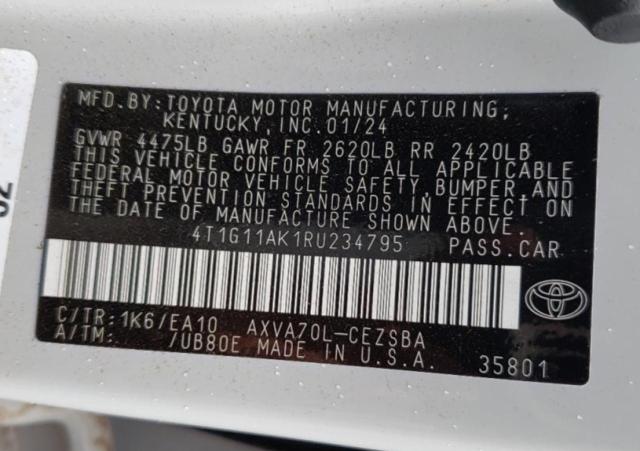 MFD.BY:TOYOTA MOTOR MANUFACTURING,
KENTUCKY,INC.01/24
GVWR 4475LB GAWR FR 2620LB RR 2420LB
THIS VEHICLE CONFORMS TO ALL APPLICABLE
FEDERAL MOTOR VEHICLE SAFETY,BUMPER AND
THEFT PREVENTION STANDARDS IN EFFECT ON
THE DATE OF MANUFACTURE SHOWN ABOVE.
4T1G11AK1RU234795 PASS.CAR
C/TR:1K6/EA10 AXVA70L-CEZSBA
A/TM: /UB80E MADE IN U.S.A. 35801